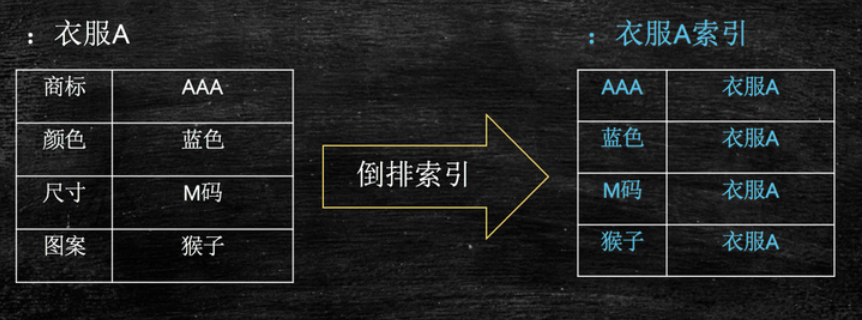 ：衣服A
商标 AAA
颜色 蓝色
尺寸 M码
图案 猴子
倒排索引
：衣服A索引
AAA 衣服A
蓝色 衣服A
M码 衣服A
猴子 衣服A